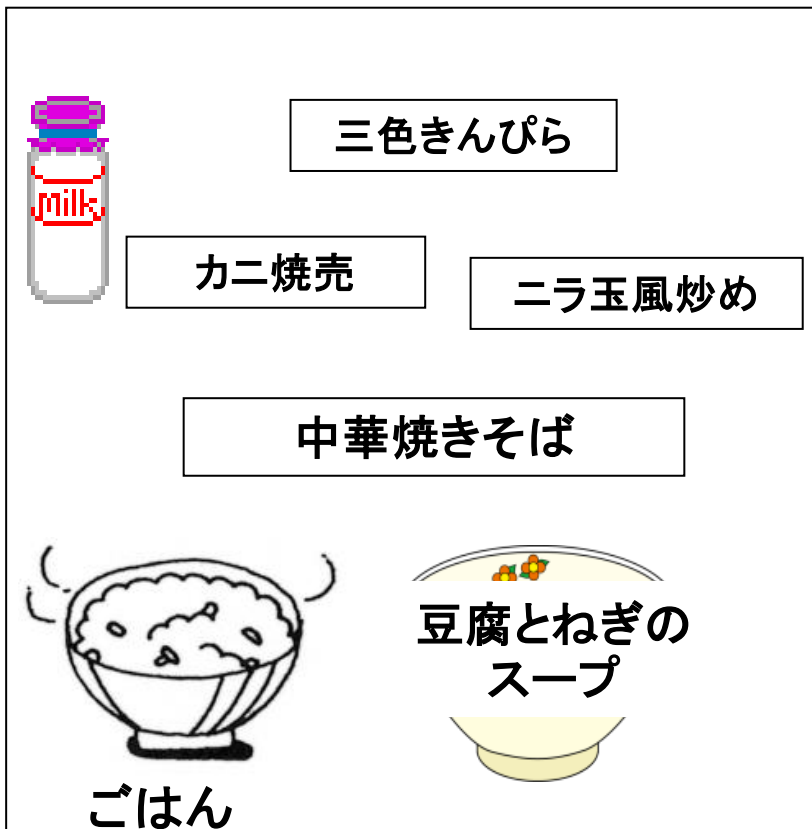 三色きんぴら
milk
カニ焼売
ニラ玉風炒め
中華焼きそば
豆腐とねぎの
スープ
ごはん